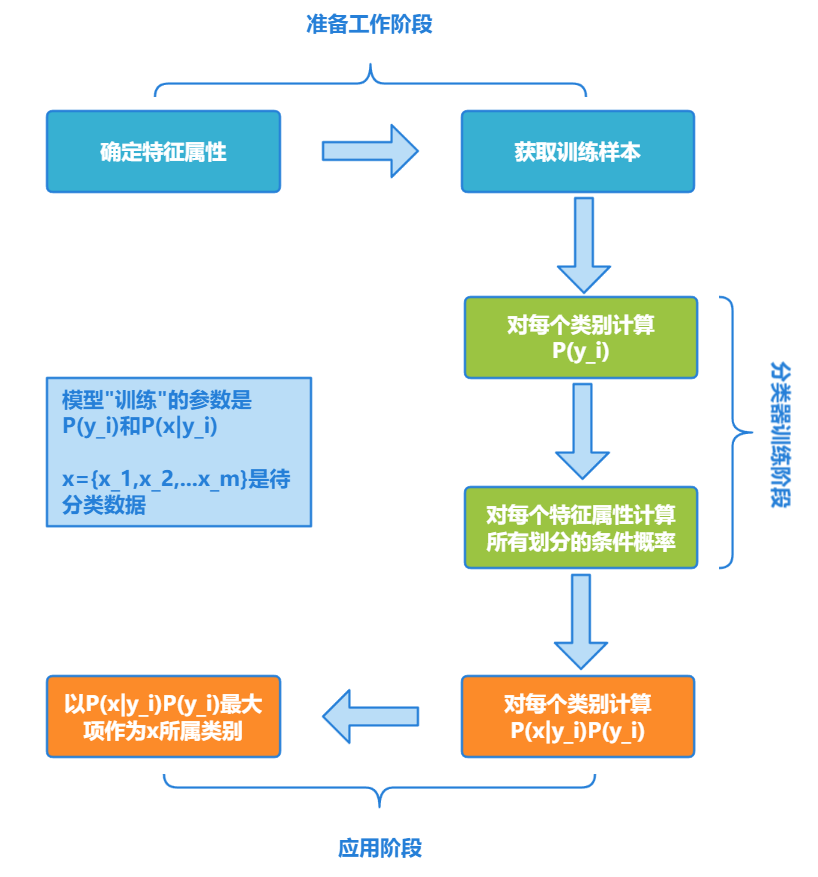 准备工作阶段
确定特征属性
获取训练样本
对每个类别计算
P(y_i)
分类器训练阶段
模型"训练"的参数是
P(y_i)和P(x|y_i)
x={x_1,x_2,...x_m}是待
分类数据
对每个特征属性计算
所有划分的条件概率
对每个类别计算
P(x|y_i)P(y_i)
以P(x|y_i)P(y_i)最大
项作为x所属类别
应用阶段